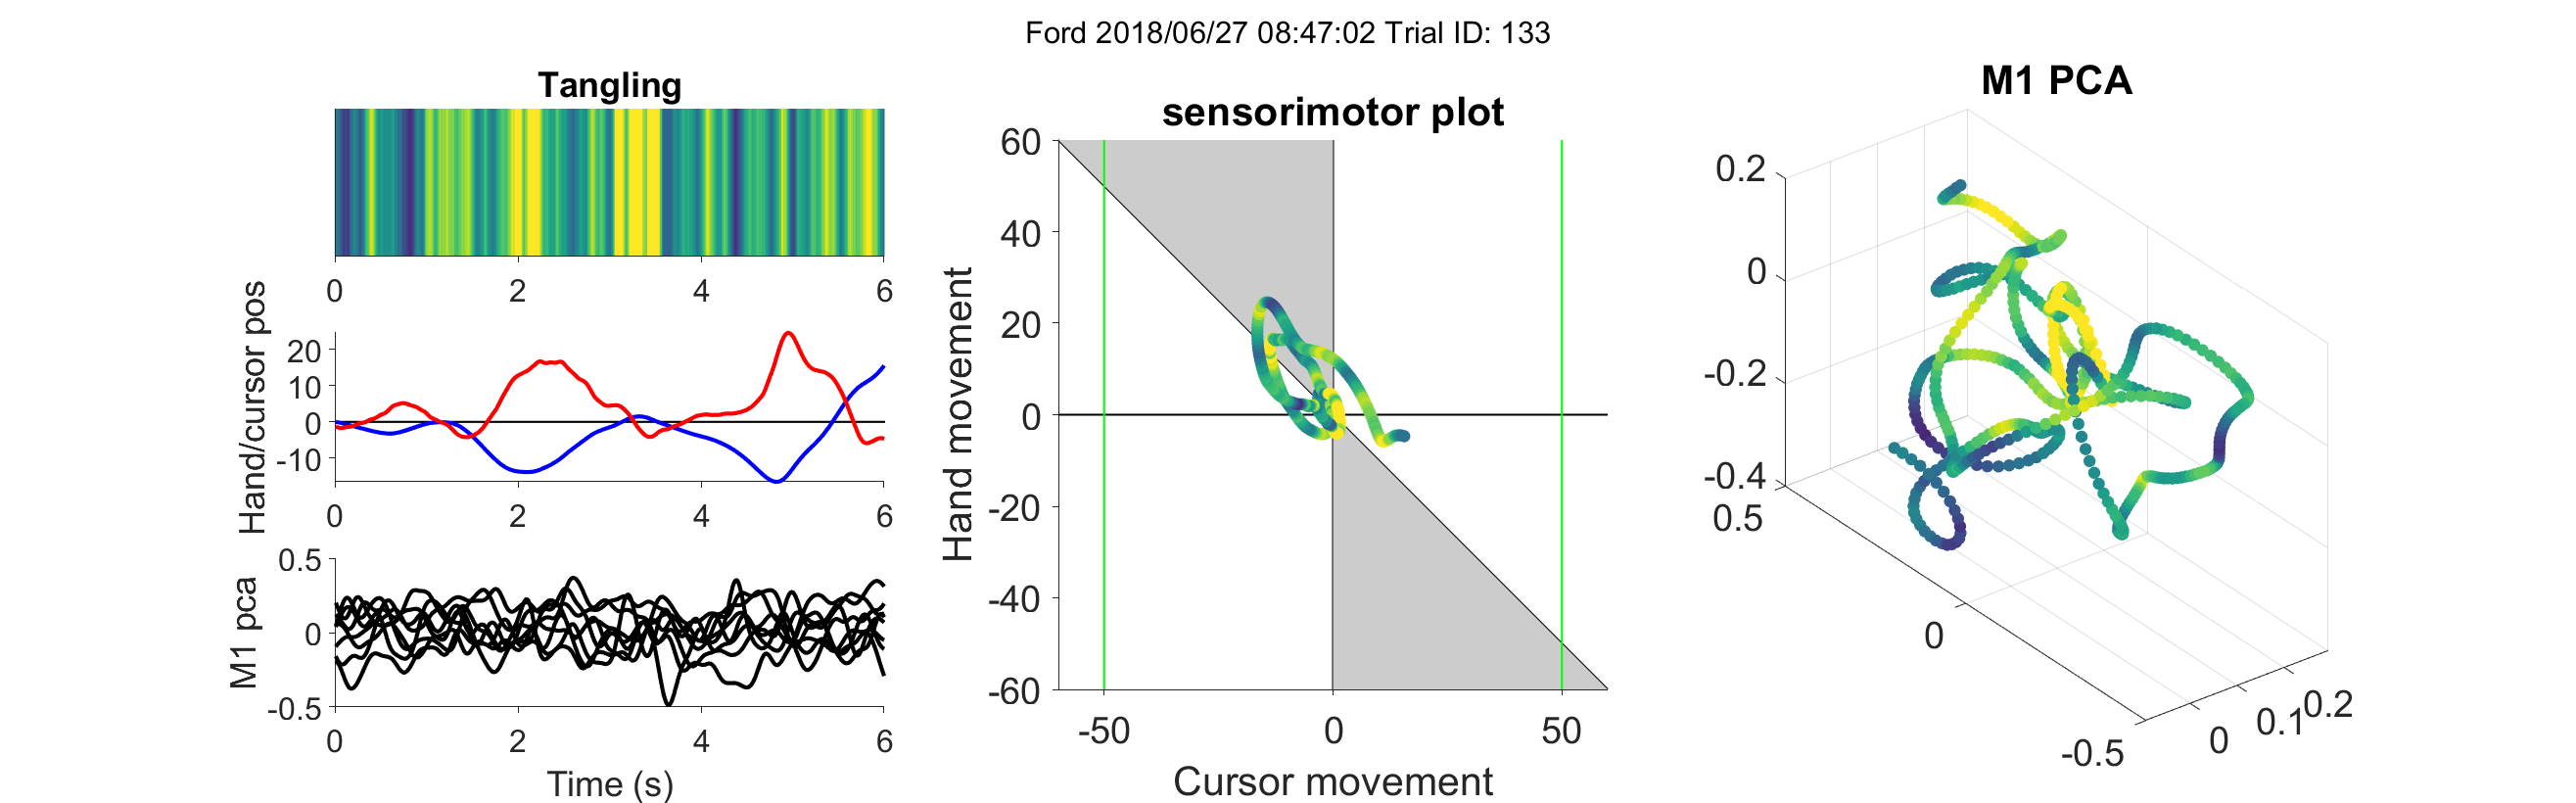 Ford 2018/06/27 08:47:02 Trial ID: 133
Tangling
0 2 4 6
Hand/cursor pos
20
10
0
-10
0 2 4 6
M1 pca
0.5
0
-0.5
0 2 4 6
Time (s)
sensorimotor plot
Hand movement
60
40
20
0
-20
-40
-60
-50 0 50
Cursor movement
M1 PCA
0.2
0
-0.2
-0.4
0.5
0
-0.5
0 0.1 0.2